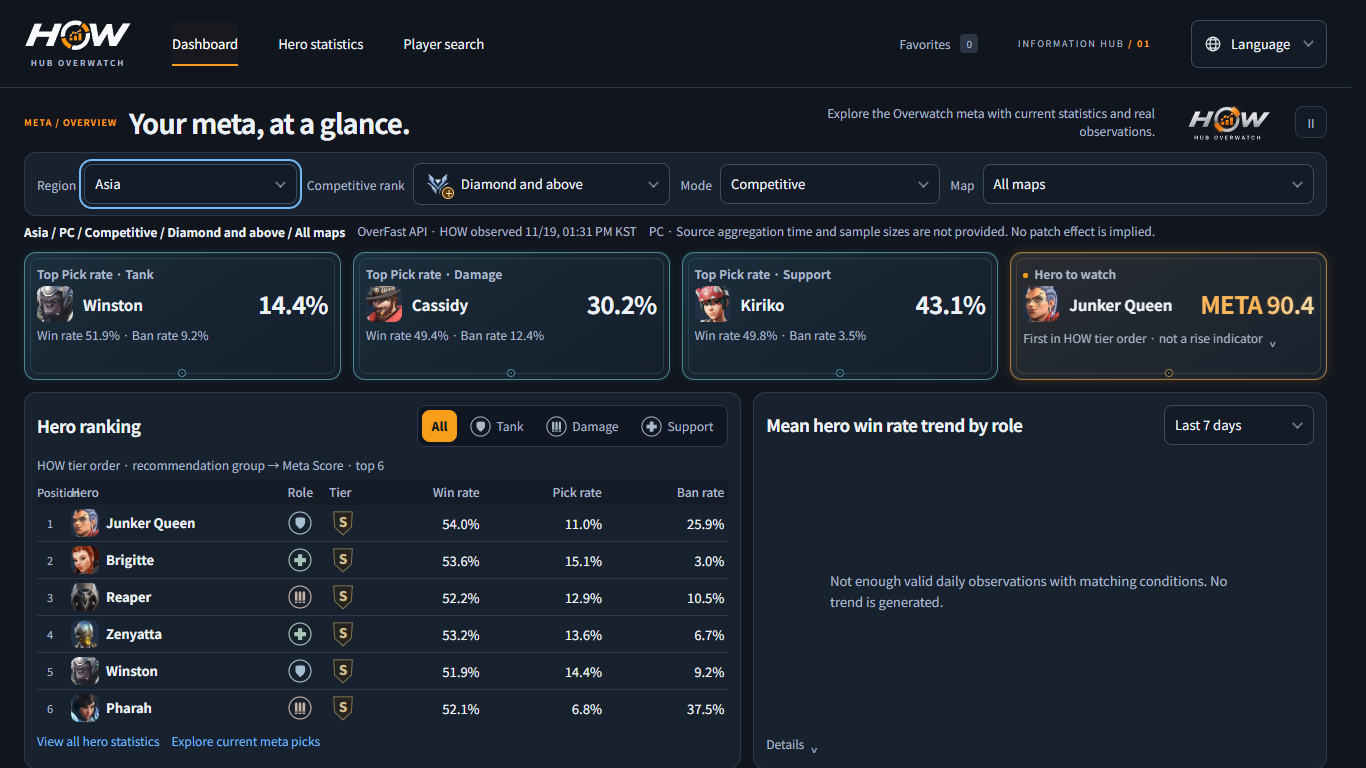 HOW
HUB OVERWATCH
Dashboard
Hero statistics
Player search
Favorites 0
INFORMATION HUB / 01
Language
META / OVERVIEW
Your meta, at a glance.
Explore the Overwatch meta with current statistics and real
observations.
HOW
HUB OVERWATCH
Region Asia
Competitive rank Diamond and above
Mode Competitive
Map All maps
Asia / PC / Competitive / Diamond and above / All maps OverFast API · HOW observed 11/19, 01:31 PM KST PC · Source aggregation time and sample sizes are not provided. No patch effect is implied.
Top Pick rate · Tank
Winston 14.4%
Win rate 51.9% · Ban rate 9.2%
Top Pick rate · Damage
Cassidy 30.2%
Win rate 49.4% · Ban rate 12.4%
Top Pick rate · Support
Kiriko 43.1%
Win rate 49.8% · Ban rate 3.5%
Hero to watch
Junker Queen META 90.4
First in HOW tier order · not a rise indicator
Hero ranking
All Tank Damage Support
HOW tier order · recommendation group → Meta Score · top 6
Position Hero Role Tier Win rate Pick rate Ban rate
1 Junker Queen S 54.0% 11.0% 25.9%
2 Brigitte S 53.6% 15.1% 3.0%
3 Reaper S 52.2% 12.9% 10.5%
4 Zenyatta S 53.2% 13.6% 6.7%
5 Winston S 51.9% 14.4% 9.2%
6 Pharah S 52.1% 6.8% 37.5%
View all hero statistics Explore current meta picks
Mean hero win rate trend by role
Last 7 days
Not enough valid daily observations with matching conditions. No
trend is generated.
Details